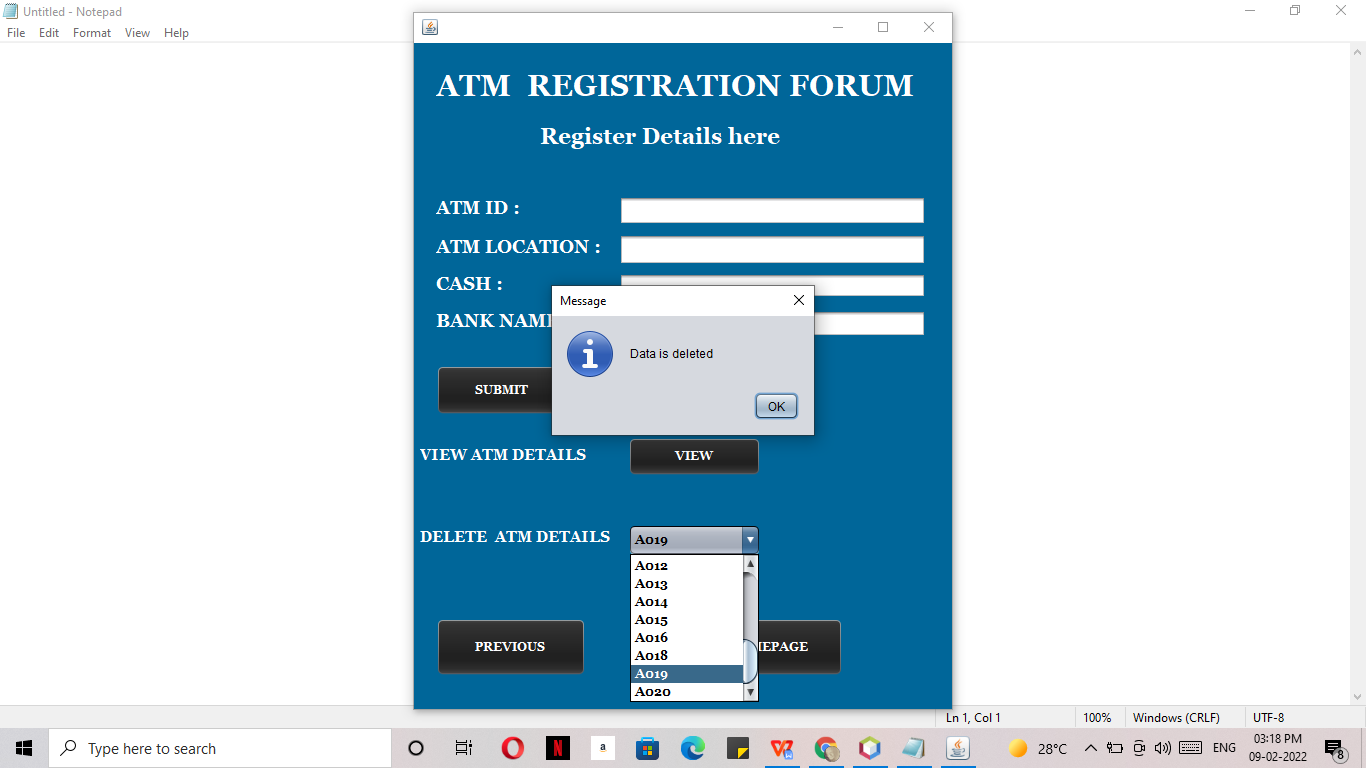 Untitled - Notepad
File Edit Format View Help
ATM REGISTRATION FORUM
Register Details here
ATM ID :
ATM LOCATION :
CASH :
BANK NAME
Message
Data is deleted
OK
SUBMIT
VIEW ATM DETAILS
VIEW
DELETE ATM DETAILS
A019
A012
A013
A014
A015
A016
A018
A019
A020
PREVIOUS
MEPAGE
Ln 1, Col 1
100%
Windows (CRLF)
UTF-8
Type here to search
N
a
28°C
ENG
03:18 PM
09-02-2022
8